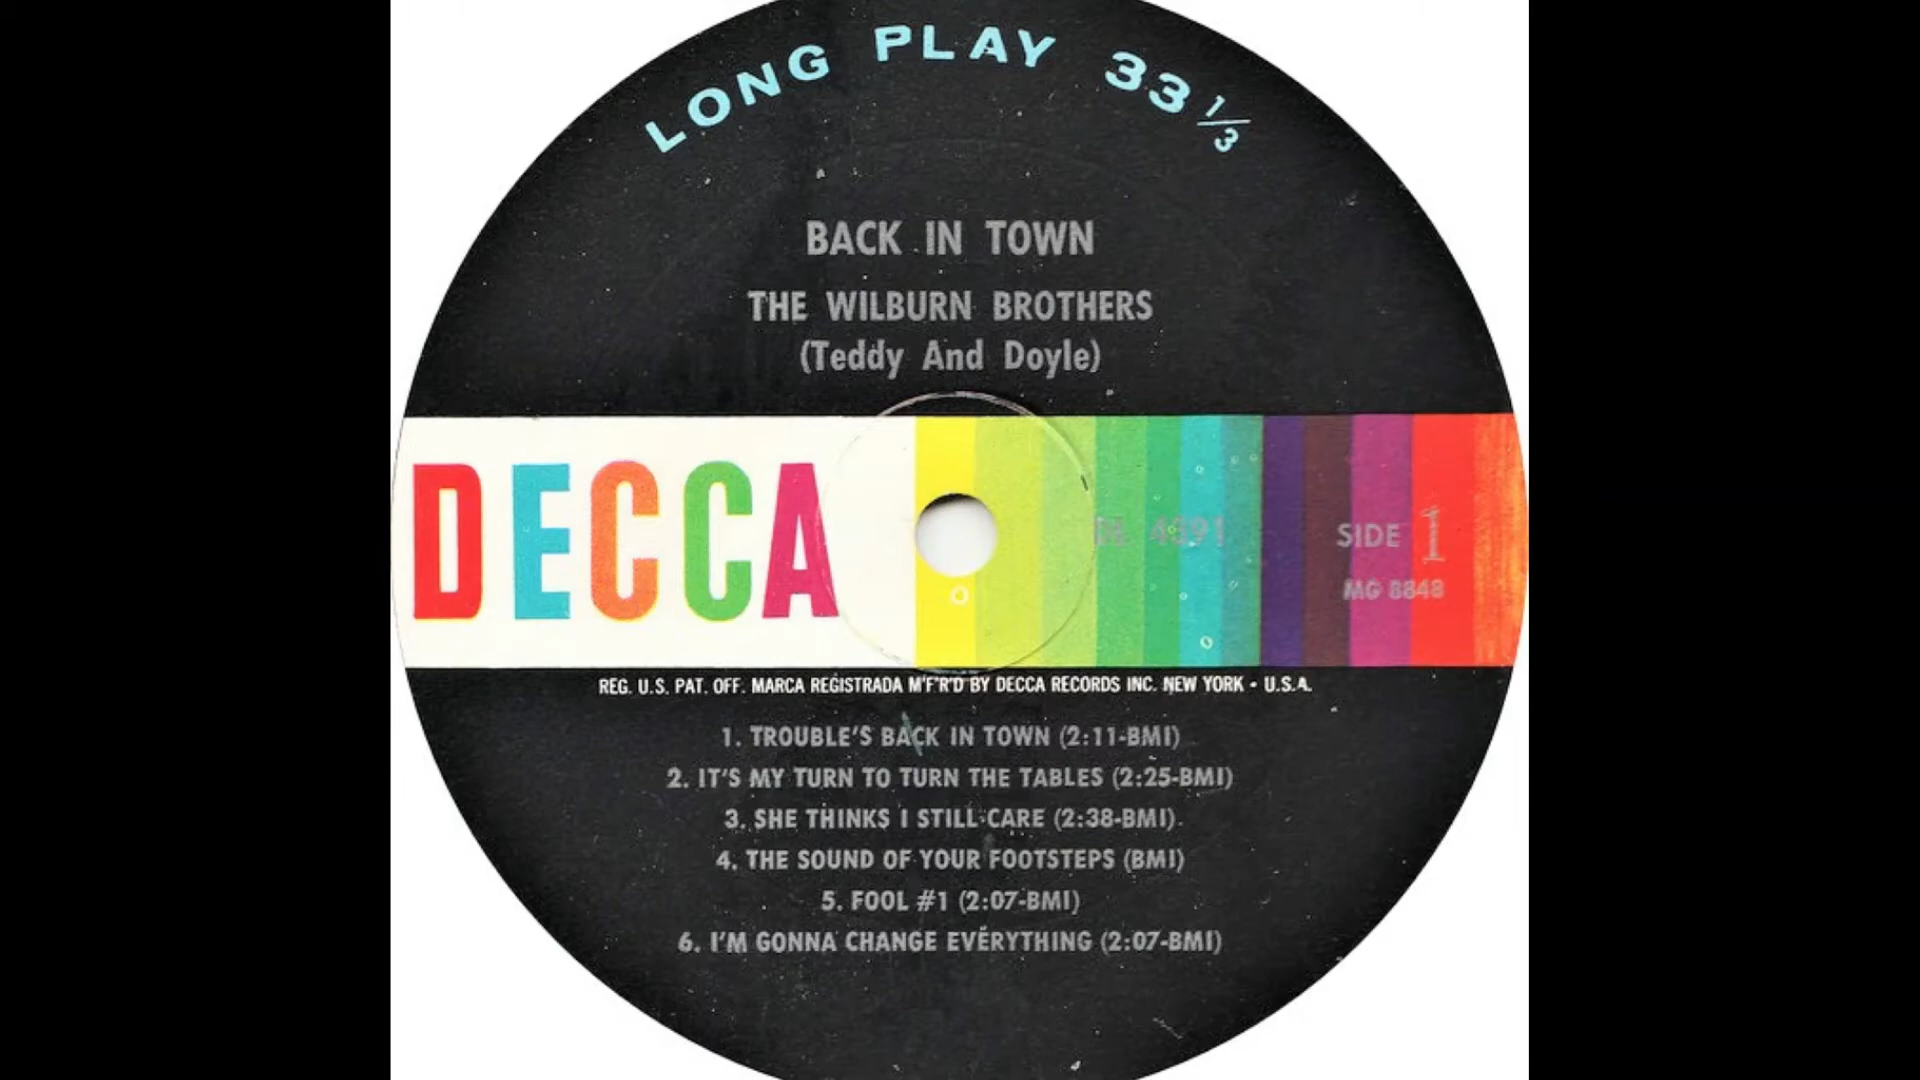 LONG PLAY 33 1/3
BACK IN TOWN
THE WILBURN BROTHERS
(Teddy And Doyle)
DECCA
DL 4391
SIDE 1
MG 8848
REG. U.S. PAT. OFF. MARCA REGISTRADA M'F'R'D BY DECCA RECORDS INC. NEW YORK • U.S.A.
1. TROUBLE'S BACK IN TOWN (2:11-BMI)
2. IT'S MY TURN TO TURN THE TABLES (2:25-BMI)
3. SHE THINKS I STILL CARE (2:38-BMI)
4. THE SOUND OF YOUR FOOTSTEPS (BMI)
5. FOOL #1 (2:07-BMI)
6. I'M GONNA CHANGE EVERYTHING (2:07-BMI)